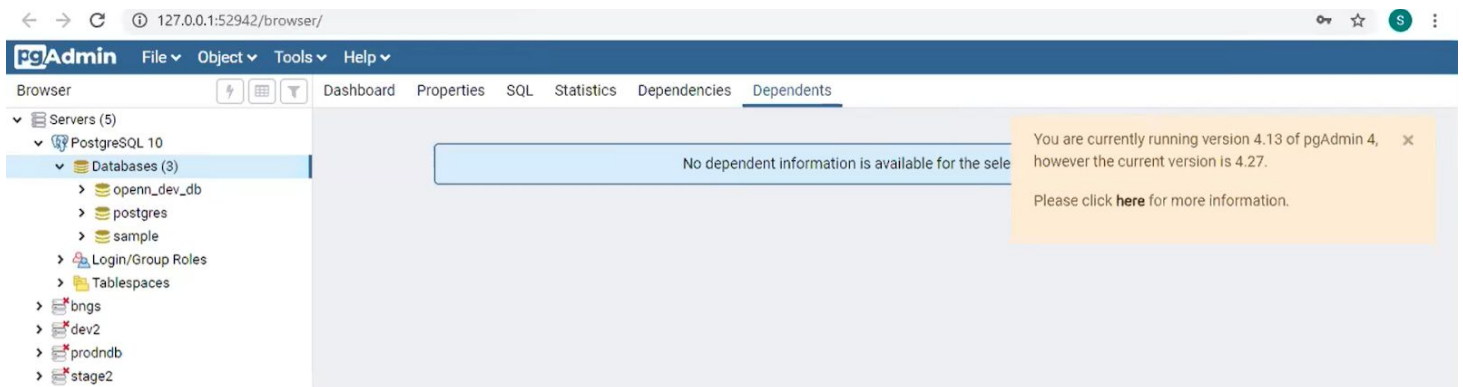 127.0.0.1:52942/browser/
S
pgAdmin File Object Tools Help
Browser Dashboard Properties SQL Statistics Dependencies Dependents
Servers (5)
PostgreSQL 10
Databases (3)
openn_dev_db
postgres
sample
Login/Group Roles
Tablespaces
bngs
dev2
prodndb
stage2
No dependent information is available for the sele
You are currently running version 4.13 of pgAdmin 4,
however the current version is 4.27.
Please click here for more information.